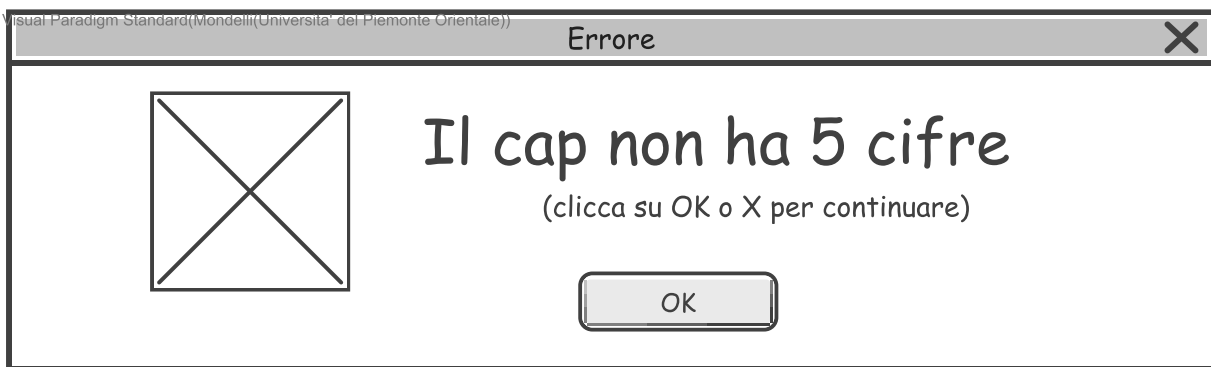 Visual Paradigm Standard(Mondelli(Universita' del Piemonte Orientale))
Errore
Il cap non ha 5 cifre
(clicca su OK o X per continuare)
OK